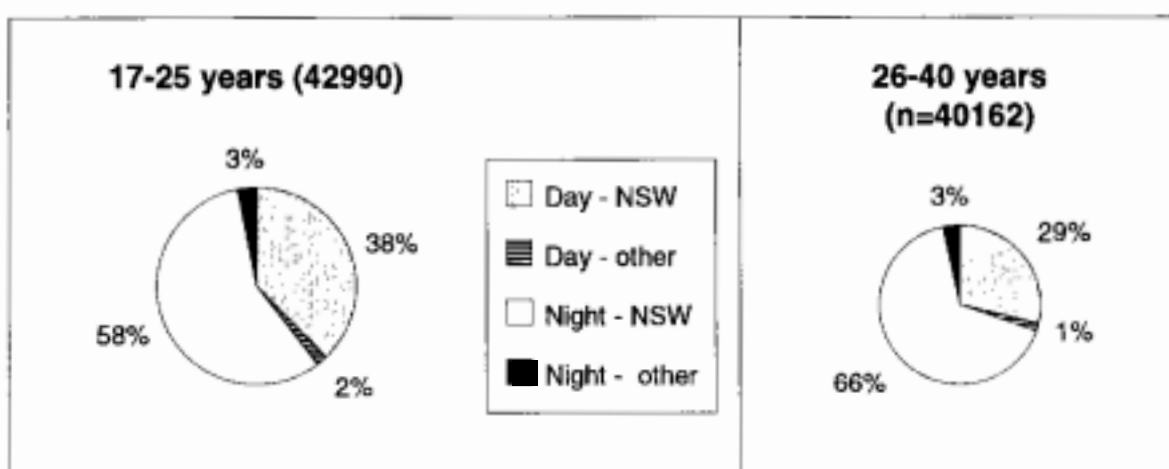 17-25 years (42990)
3%
38%
58%
2%
Day - NSW
Day - other
Night - NSW
Night - other
26-40 years
(n=40162)
3%
29%
1%
66%